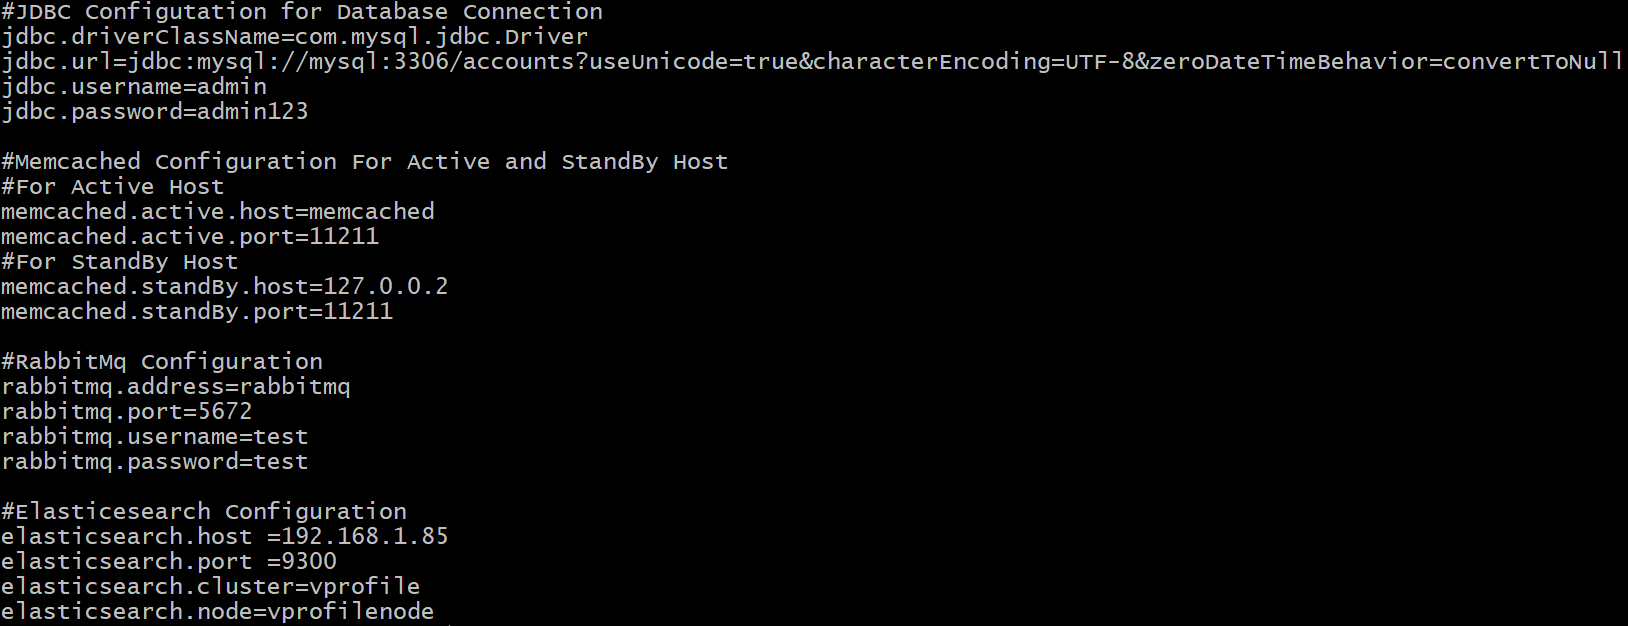 #JDBC Configutation for Database Connection
jdbc.driverClassName=com.mysql.jdbc.Driver
jdbc.url=jdbc:mysql://mysql:3306/accounts?useUnicode=true&characterEncoding=UTF-8&zeroDateTimeBehavior=convertToNull
jdbc.username=admin
jdbc.password=admin123

#Memcached Configuration For Active and StandBy Host
#For Active Host
memcached.active.host=memcached
memcached.active.port=11211
#For StandBy Host
memcached.standBy.host=127.0.0.2
memcached.standBy.port=11211

#RabbitMq Configuration
rabbitmq.address=rabbitmq
rabbitmq.port=5672
rabbitmq.username=test
rabbitmq.password=test

#Elasticesearch Configuration
elasticsearch.host =192.168.1.85
elasticsearch.port =9300
elasticsearch.cluster=vprofile
elasticsearch.node=vprofilenode